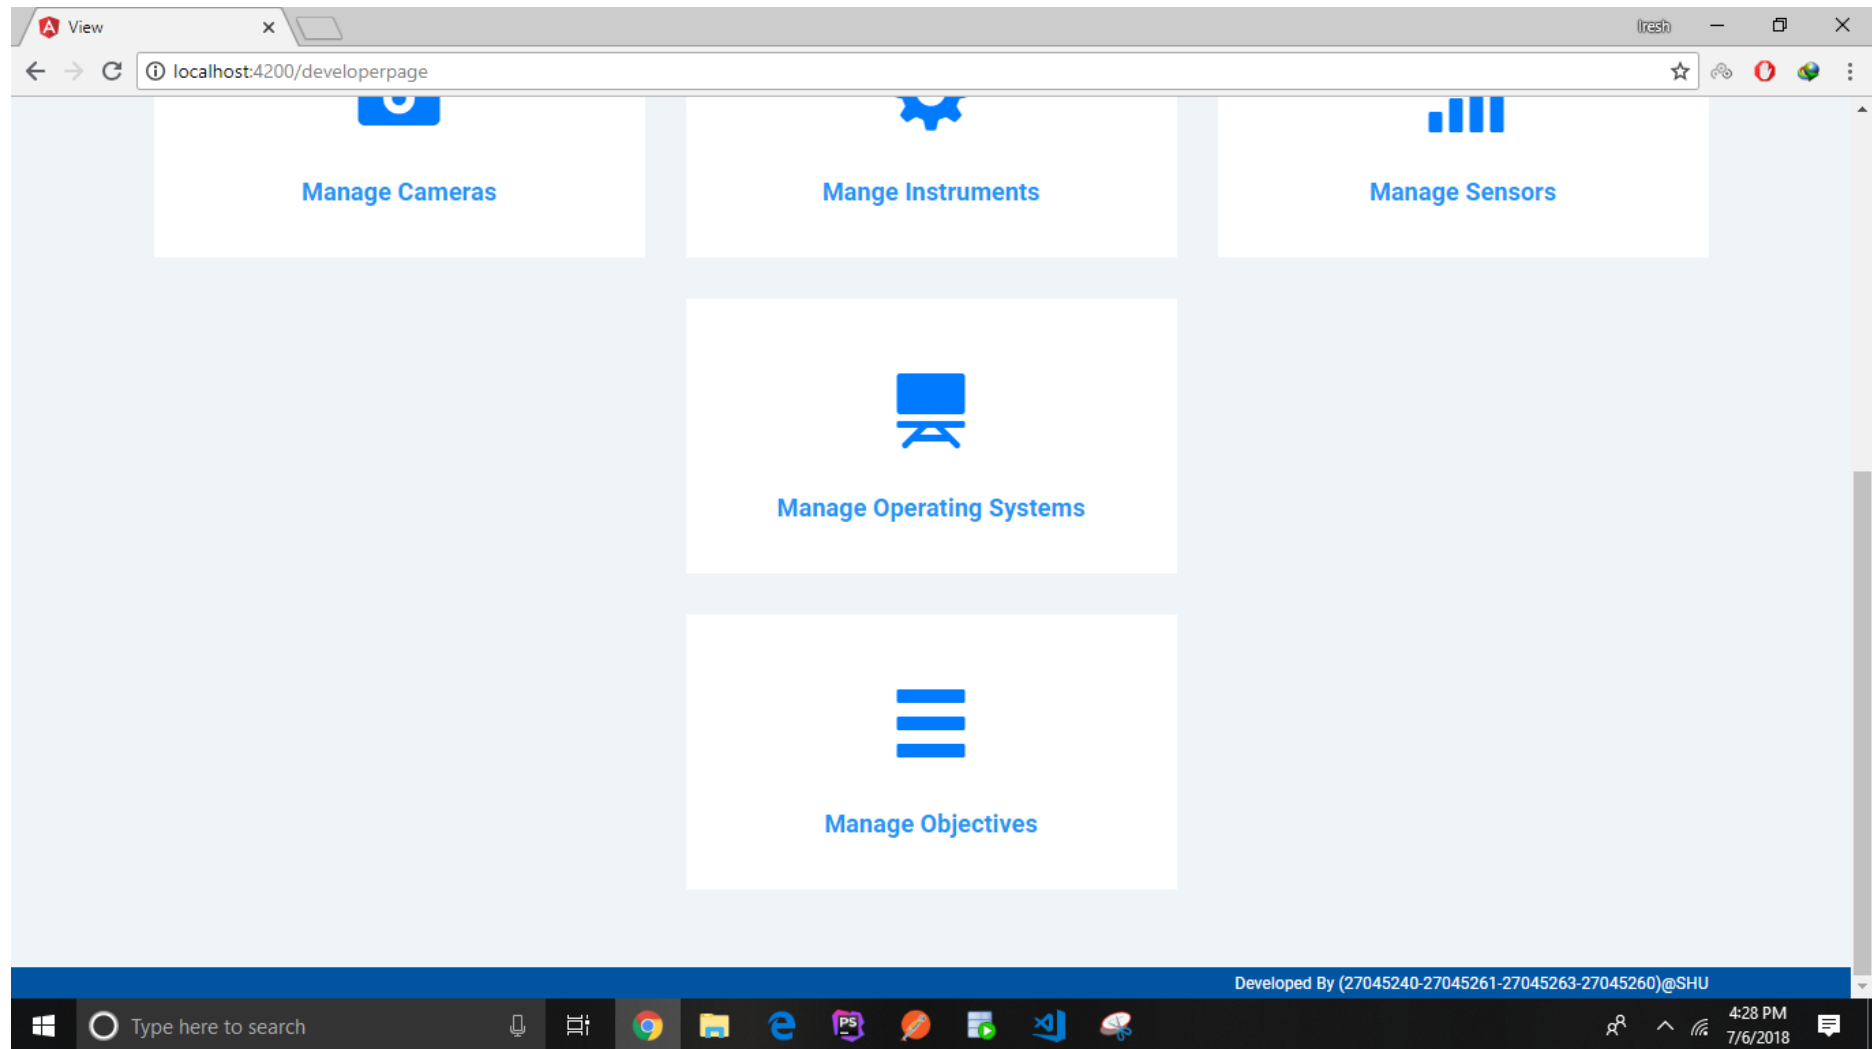 View
Iresh
localhost:4200/developerpage
Manage Cameras
Mange Instruments
Manage Sensors
Manage Operating Systems
Manage Objectives
Developed By (27045240-27045261-27045263-27045260)@SHU
Type here to search
PS
4:28 PM
7/6/2018